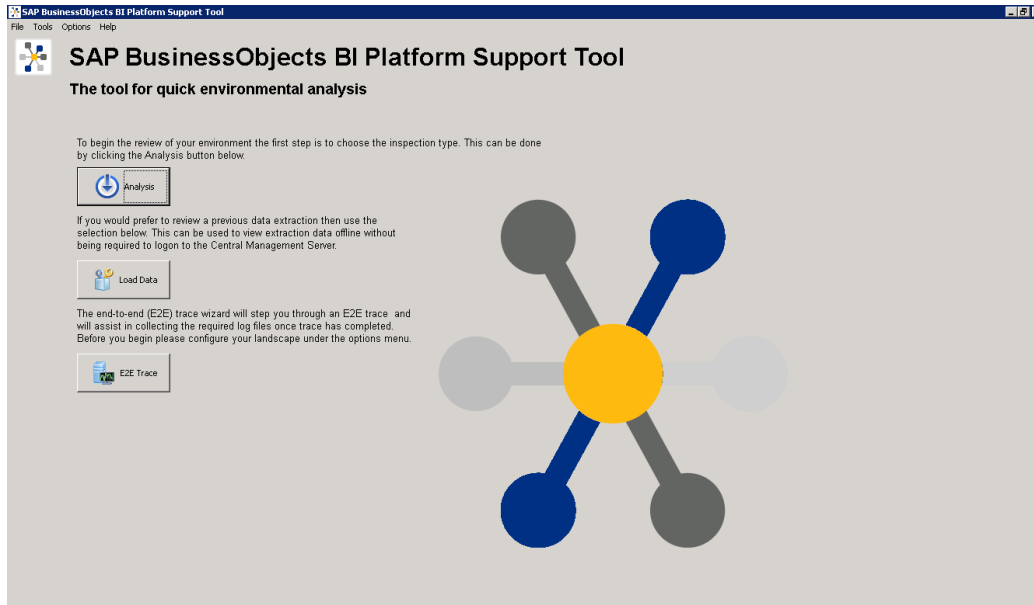 SAP BusinessObjects BI Platform Support Tool
File Tools Options Help
SAP BusinessObjects BI Platform Support Tool
The tool for quick environmental analysis
To begin the review of your environment the first step is to choose the inspection type. This can be done
by clicking the Analysis button below.
Analysis
If you would prefer to review a previous data extraction then use the
selection below. This can be used to view extraction data offline without
being required to logon to the Central Management Server.
Load Data
The end-to-end (E2E) trace wizard will step you through an E2E trace and
will assist in collecting the required log files once trace has completed.
Before you begin please configure your landscape under the options menu.
E2E Trace